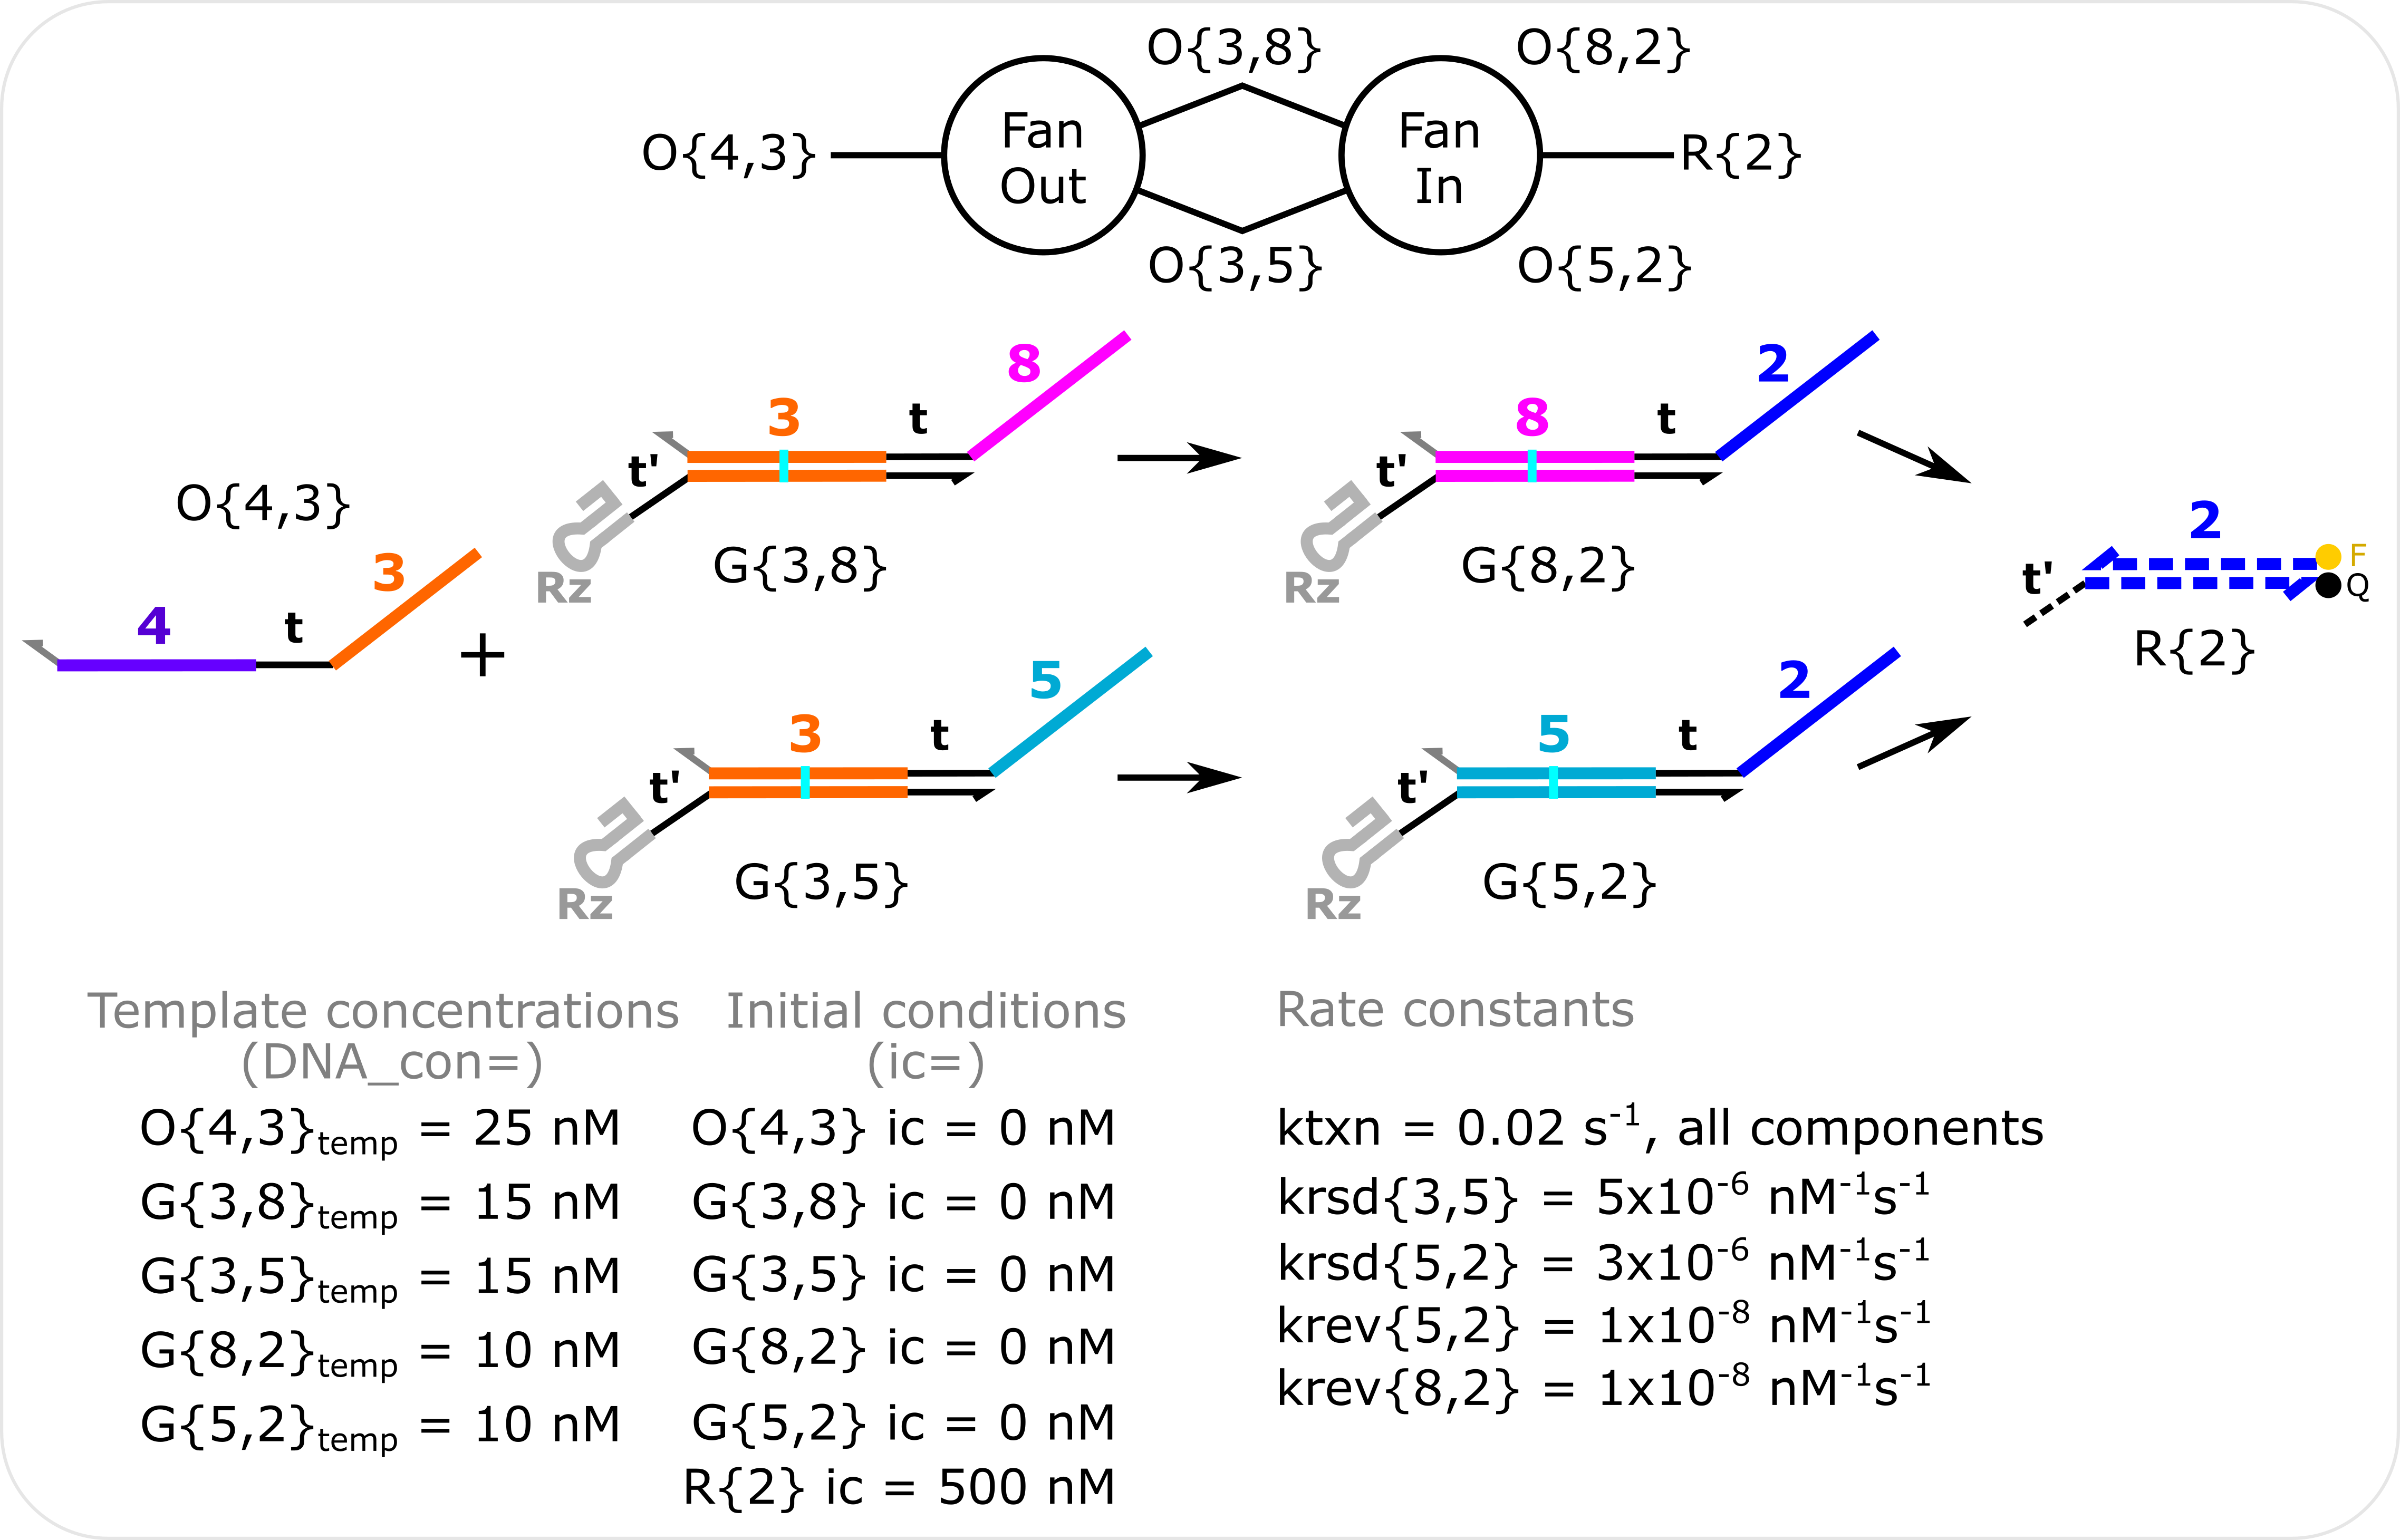 O{3,8}
O{8,2}
O{4,3}
Fan
Out
Fan
In
R{2}
O{3,5}
O{5,2}
8
3
t
t'
Rz
G{3,8}
2
8
t
t'
Rz
G{8,2}
O{4,3}
4
t
3
+
2
t'
F
Q
R{2}
5
3
t
t'
Rz
G{3,5}
2
5
t
t'
Rz
G{5,2}
Template concentrations
(DNA_con=)
O{4,3}temp = 25 nM
G{3,8}temp = 15 nM
G{3,5}temp = 15 nM
G{8,2}temp = 10 nM
G{5,2}temp = 10 nM
Initial conditions
(ic=)
O{4,3} ic = 0 nM
G{3,8} ic = 0 nM
G{3,5} ic = 0 nM
G{8,2} ic = 0 nM
G{5,2} ic = 0 nM
R{2} ic = 500 nM
Rate constants
ktxn = 0.02 s⁻¹, all components
krsd{3,5} = 5x10⁻⁶ nM⁻¹s⁻¹
krsd{5,2} = 3x10⁻⁶ nM⁻¹s⁻¹
krev{5,2} = 1x10⁻⁸ nM⁻¹s⁻¹
krev{8,2} = 1x10⁻⁸ nM⁻¹s⁻¹